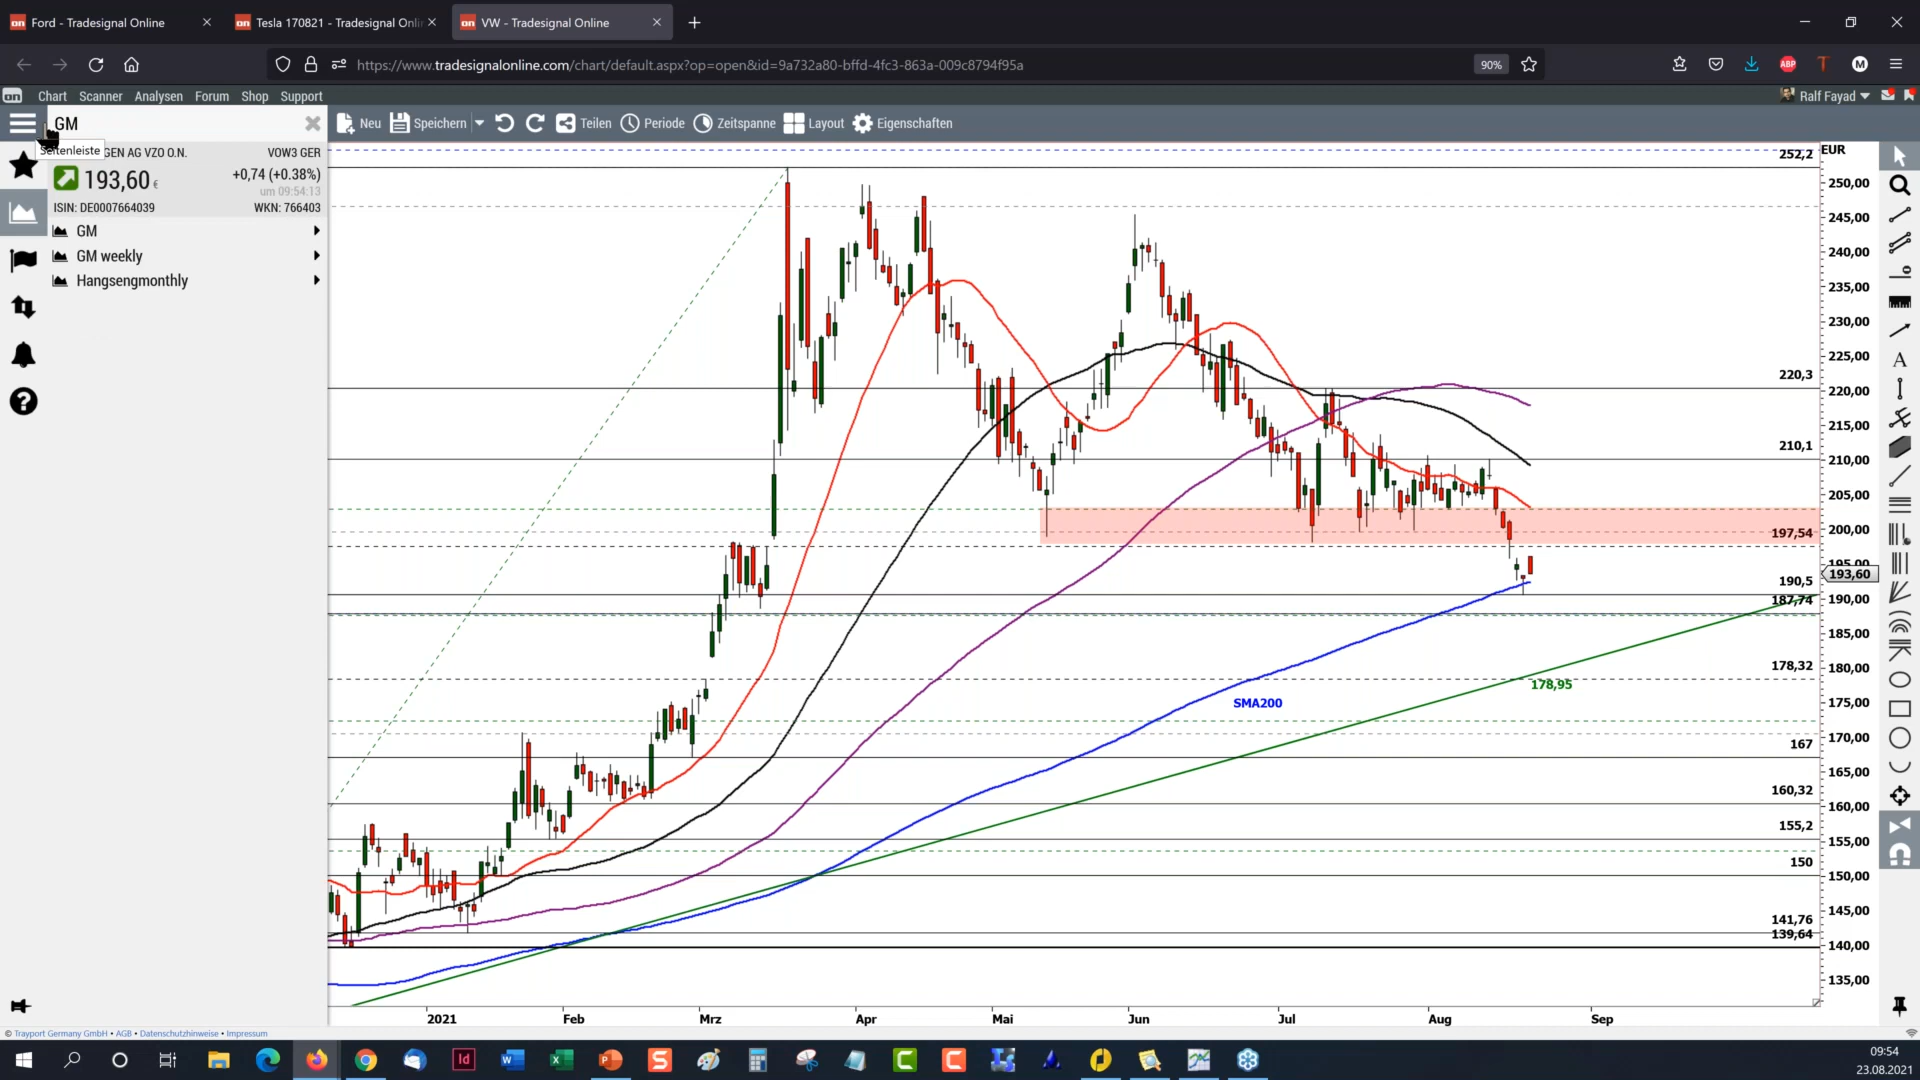 Ford - Tradesignal Online
Tesla 170821 - Tradesignal Onli
VW - Tradesignal Online
https://www.tradesignalonline.com/chart/default.aspx?op=open&id=9a732a80-bffd-4fc3-863a-009c8794f95a
90%
ABP
M
on Chart Scanner Analysen Forum Shop Support
Ralf Fayad
GM
Neu Speichern Teilen Periode Zeitspanne Layout Eigenschaften
Seitenleiste
GEN AG VZO O.N. VOW3 GER
193,60 € +0,74 (+0.38%)
um 09:54:13
ISIN: DE0007664039 WKN: 766403
GM
GM weekly
Hangsengmonthly
EUR
252,2
250,00
245,00
240,00
235,00
230,00
225,00
220,3
220,00
215,00
210,1
210,00
205,00
200,00
197,54
195,00
193,60
190,5
190,00
187,74
185,00
180,00
178,32
178,95
175,00
SMA200
170,00
167
165,00
160,32
160,00
155,2
155,00
150
150,00
145,00
141,76
139,64
140,00
135,00
2021 Feb Mrz Apr Mai Jun Jul Aug Sep
© Trayport Germany GmbH • AGB • Datenschutzhinweise • Impressum
09:54
23.08.2021